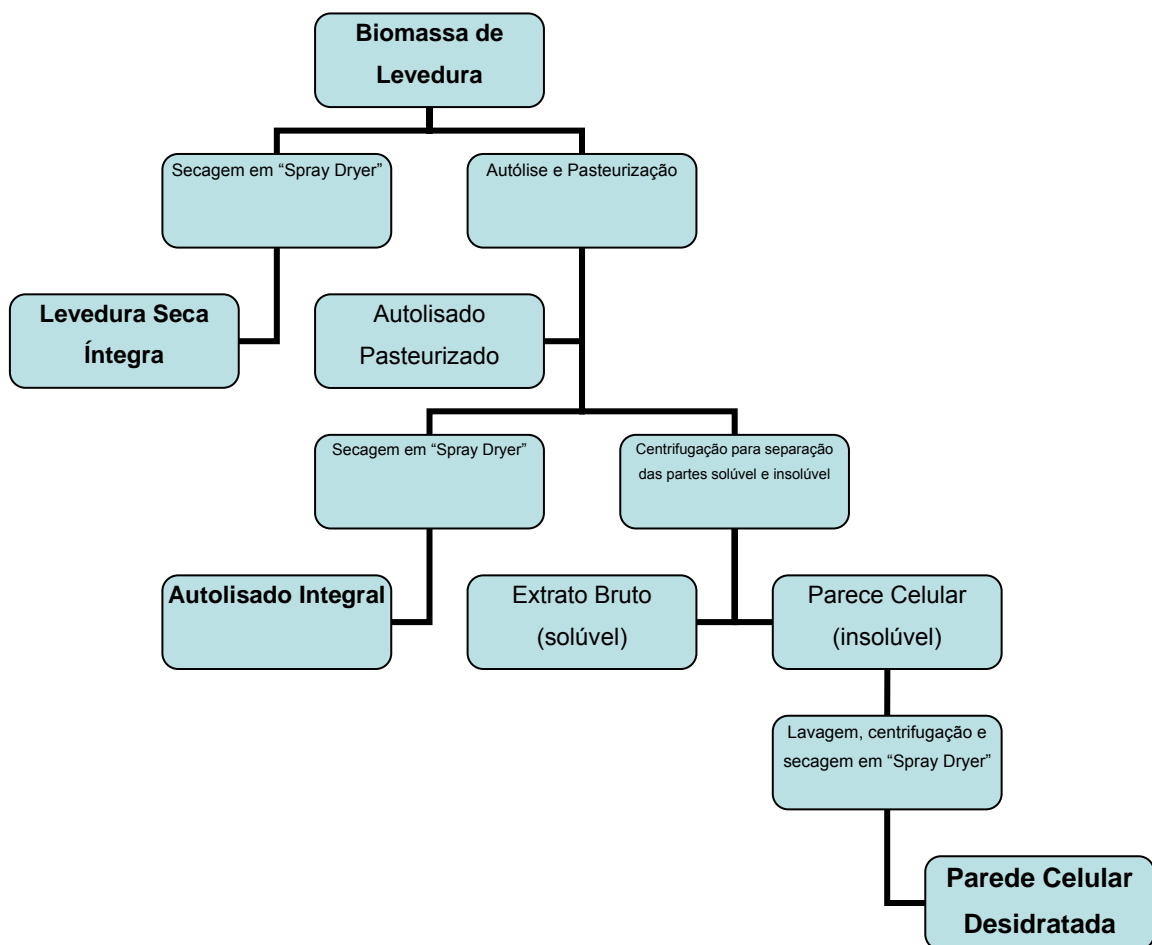 Biomassa de
Levedura
Secagem em “Spray Dryer”
Autólise e Pasteurização
Levedura Seca
Íntegra
Autolisado
Pasteurizado
Secagem em “Spray Dryer”
Centrifugação para separação
das partes solúvel e insolúvel
Autolisado Integral
Extrato Bruto
(solúvel)
Parece Celular
(insolúvel)
Lavagem, centrifugação e
secagem em “Spray Dryer”
Parede Celular
Desidratada